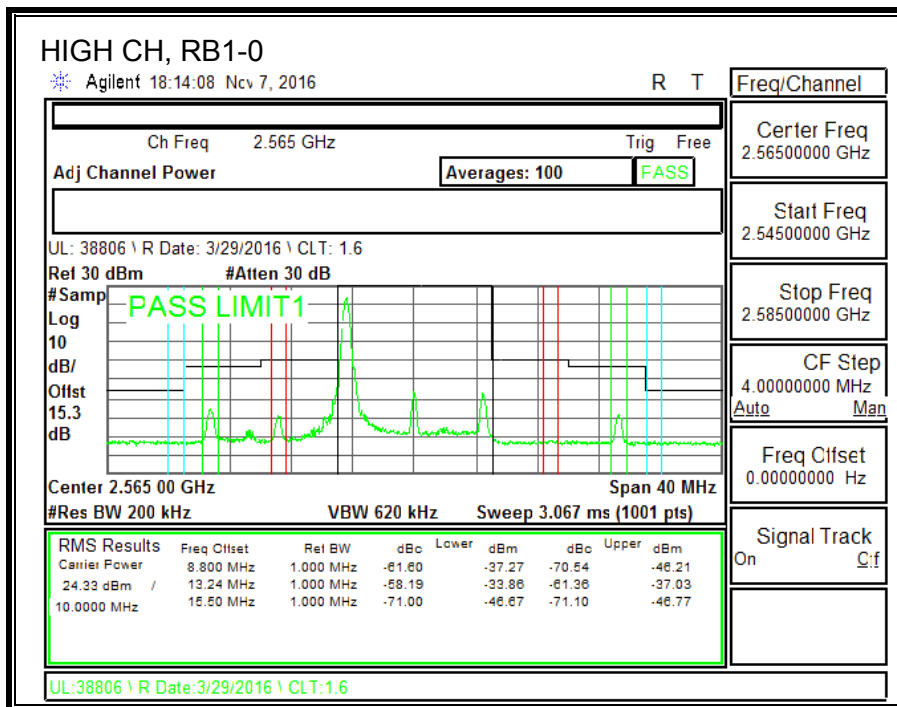 HIGH CH, RB1-0
Agilent 18:14:08 Nov 7, 2016 R T
Freq/Channel
Ch Freq 2.565 GHz Trig Free
Adj Channel Power Averages: 100 PASS
UL: 38806 \ R Date: 3/29/2016 \ CLT: 1.6
Ref 30 dBm #Atten 30 dB
#Samp
Log
10
dB/
Offst
15.3
dB
PASS LIMIT1
Center 2.565 00 GHz Span 40 MHz
#Res BW 200 kHz VBW 620 kHz Sweep 3.067 ms (1001 pts)
RMS Results Freq Offset Ref BW dBc Lower dBm dBc Upper dBm
Carrier Power 8.800 MHz 1.000 MHz -61.60 -37.27 -70.54 -46.21
24.33 dBm / 13.24 MHz 1.000 MHz -58.19 -33.86 -61.36 -37.03
10.0000 MHz 15.50 MHz 1.000 MHz -71.00 -46.67 -71.10 -46.77
UL:38806 \ R Date:3/29/2016 \ CLT:1.6
Center Freq
2.56500000 GHz
Start Freq
2.54500000 GHz
Stop Freq
2.58500000 GHz
CF Step
4.00000000 MHz
Auto Man
Freq Offset
0.00000000 Hz
Signal Track
On Off